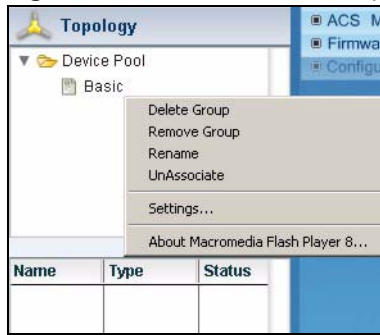 Topology
ACS M
Firmwa
Configu
Device Pool
Basic
Delete Group
Remove Group
Rename
UnAssociate
Settings...
About Macromedia Flash Player 8...
Name Type Status